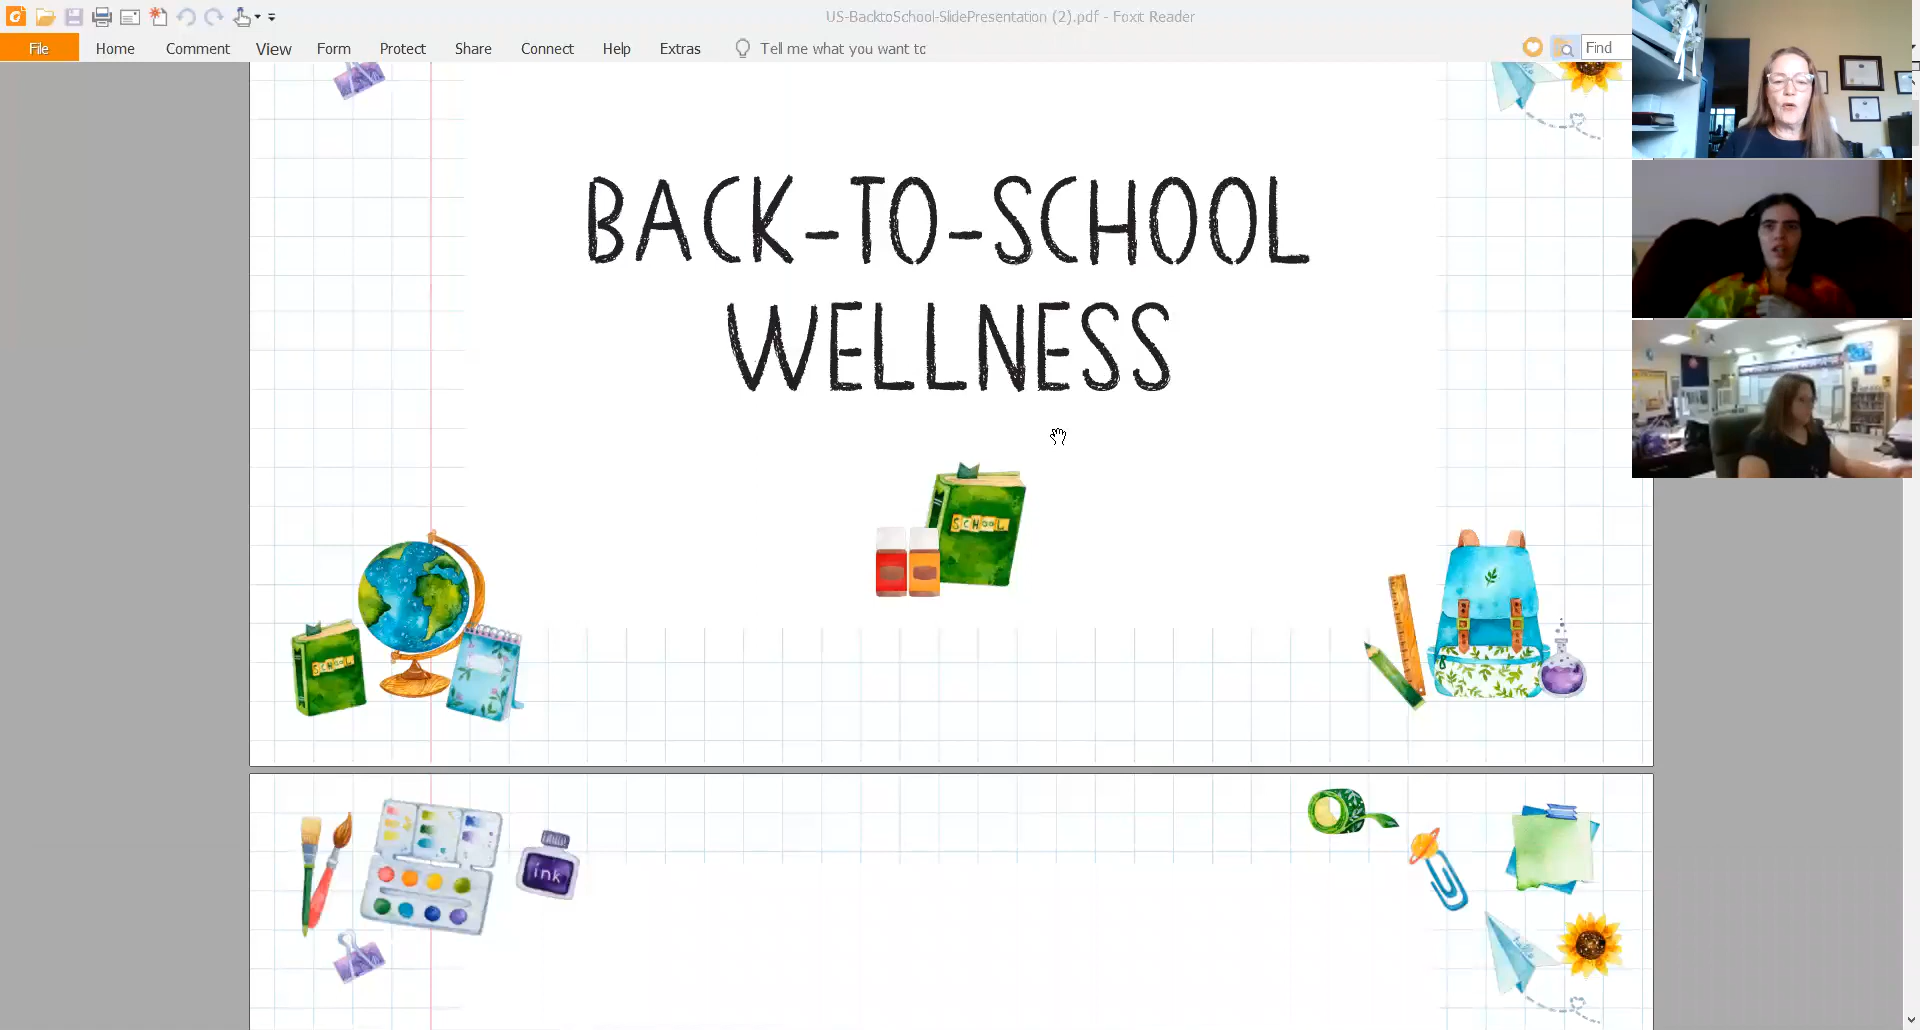 US-BacktoSchool-SlidePresentation (2).pdf - Foxit Reader
File Home Comment View Form Protect Share Connect Help Extras Tell me what you want to Find
BACK-TO-SCHOOL
WELLNESS
SCHOOL
SCHOOL
ink